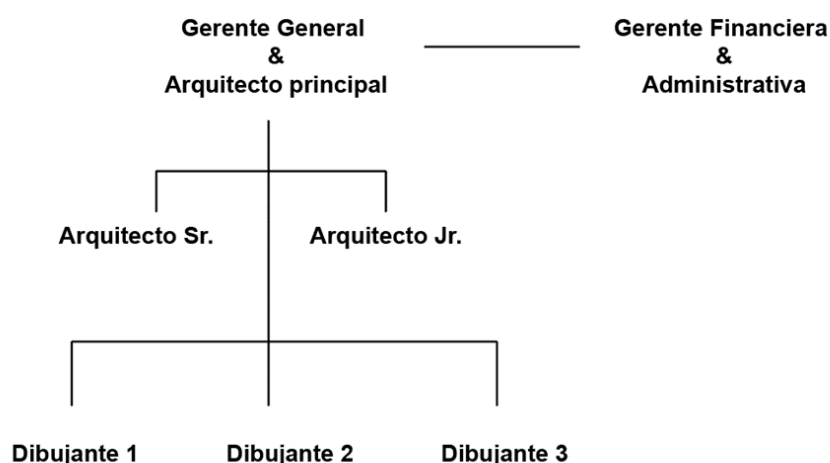 Gerente General
&
Arquitecto principal
Gerente Financiera
&
Administrativa
Arquitecto Sr.
Arquitecto Jr.
Dibujante 1
Dibujante 2
Dibujante 3